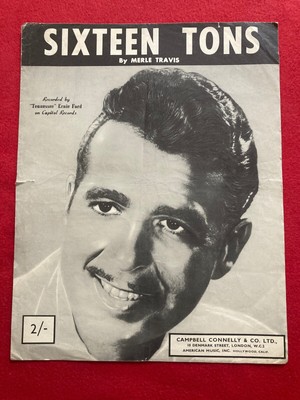 SIXTEEN TONS
By MERLE TRAVIS
Recorded by
"Tennessee" Ernie Ford
on Capitol Records
2/-
CAMPBELL CONNELLY & CO. LTD.,
10 DENMARK STREET, LONDON, W.C.2
AMERICAN MUSIC, INC. HOLLYWOOD, CALIF.